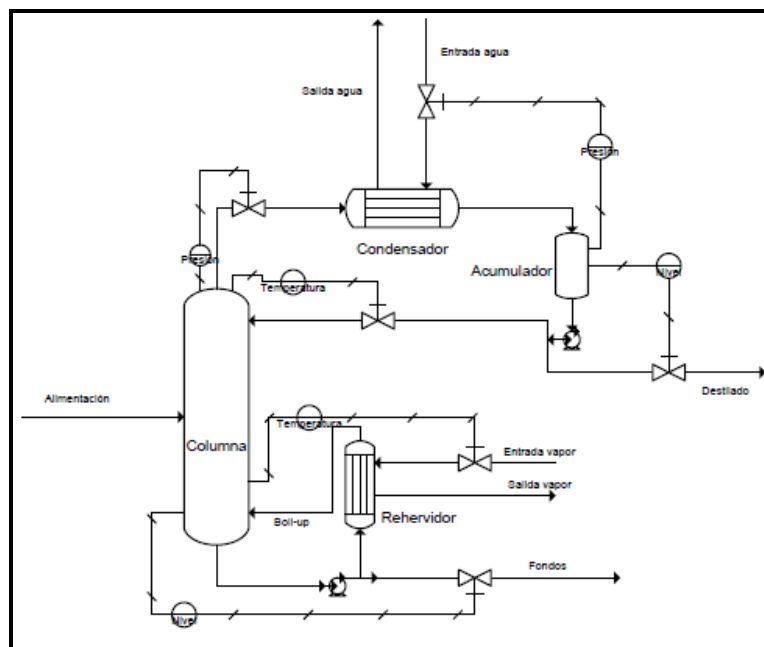 Entrada agua
Salida agua
Presión
Condensador
Presión
Acumulador
Nivel
Temperatura
Destilado
Alimentación
Temperatura
Columna
Entrada vapor
Salida vapor
Boil-up
Rehervidor
Fondos
Nivel